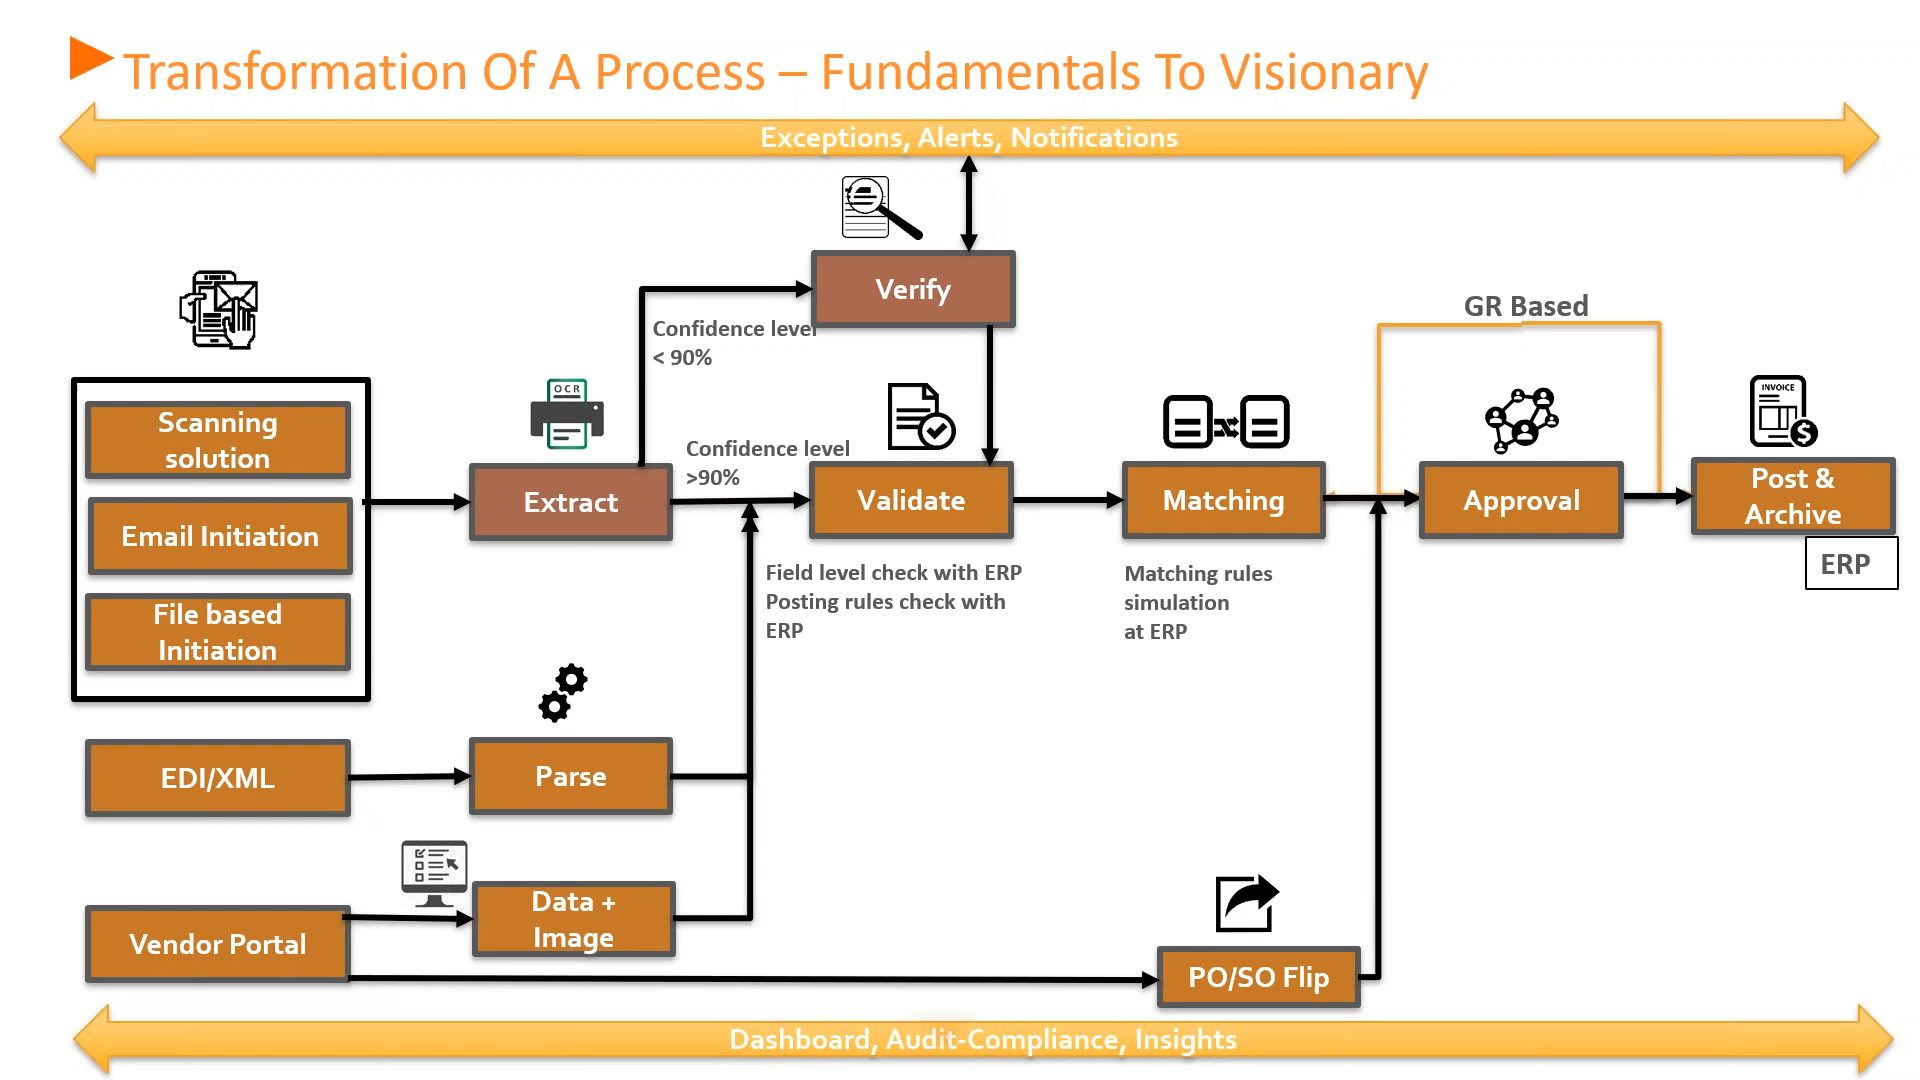 Transformation Of A Process – Fundamentals To Visionary
Exceptions, Alerts, Notifications
Verify
Confidence level
< 90%
GR Based
OCR
INVOICE
$
Scanning
solution
Email Initiation
File based
Initiation
Extract
Confidence level
>90%
Validate
Matching
Approval
Post &
Archive
ERP
Field level check with ERP
Posting rules check with
ERP
Matching rules
simulation
at ERP
EDI/XML
Parse
Vendor Portal
Data +
Image
PO/SO Flip
Dashboard, Audit-Compliance, Insights